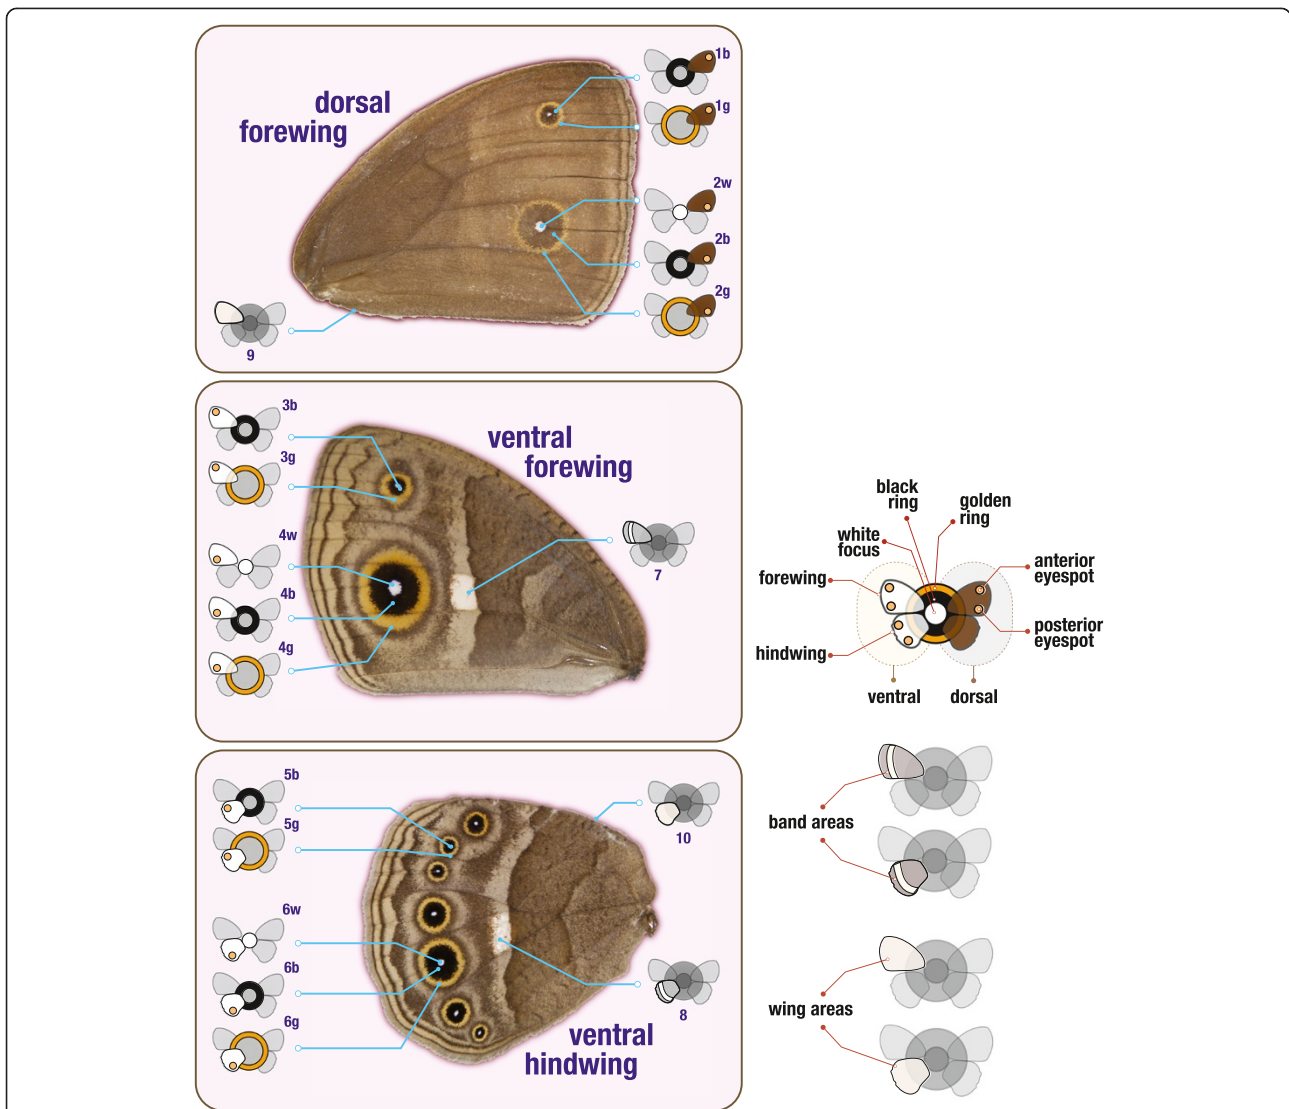 dorsal
forewing
1b
1g
2w
2b
2g
9
3b
3g
4w
4b
4g
ventral
forewing
7
5b
5g
6w
6b
6g
10
8
ventral
hindwing
black
ring
golden
ring
white
focus
forewing
anterior
eyespot
hindwing
posterior
eyespot
ventral
dorsal
band areas
wing areas